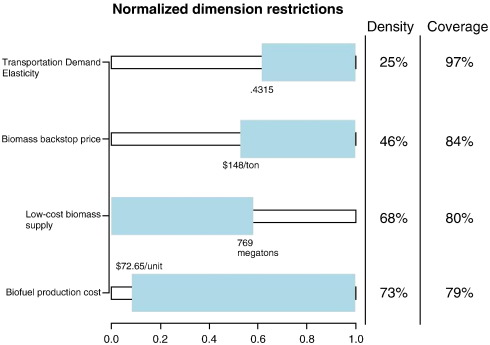 Normalized dimension restrictions
Density
Coverage
Transportation Demand
Elasticity
.4315
25%
97%
Biomass backstop price
$148/ton
46%
84%
Low-cost biomass
supply
769
megatons
68%
80%
Biofuel production cost
$72.65/unit
73%
79%
0.0 0.2 0.4 0.6 0.8 1.0